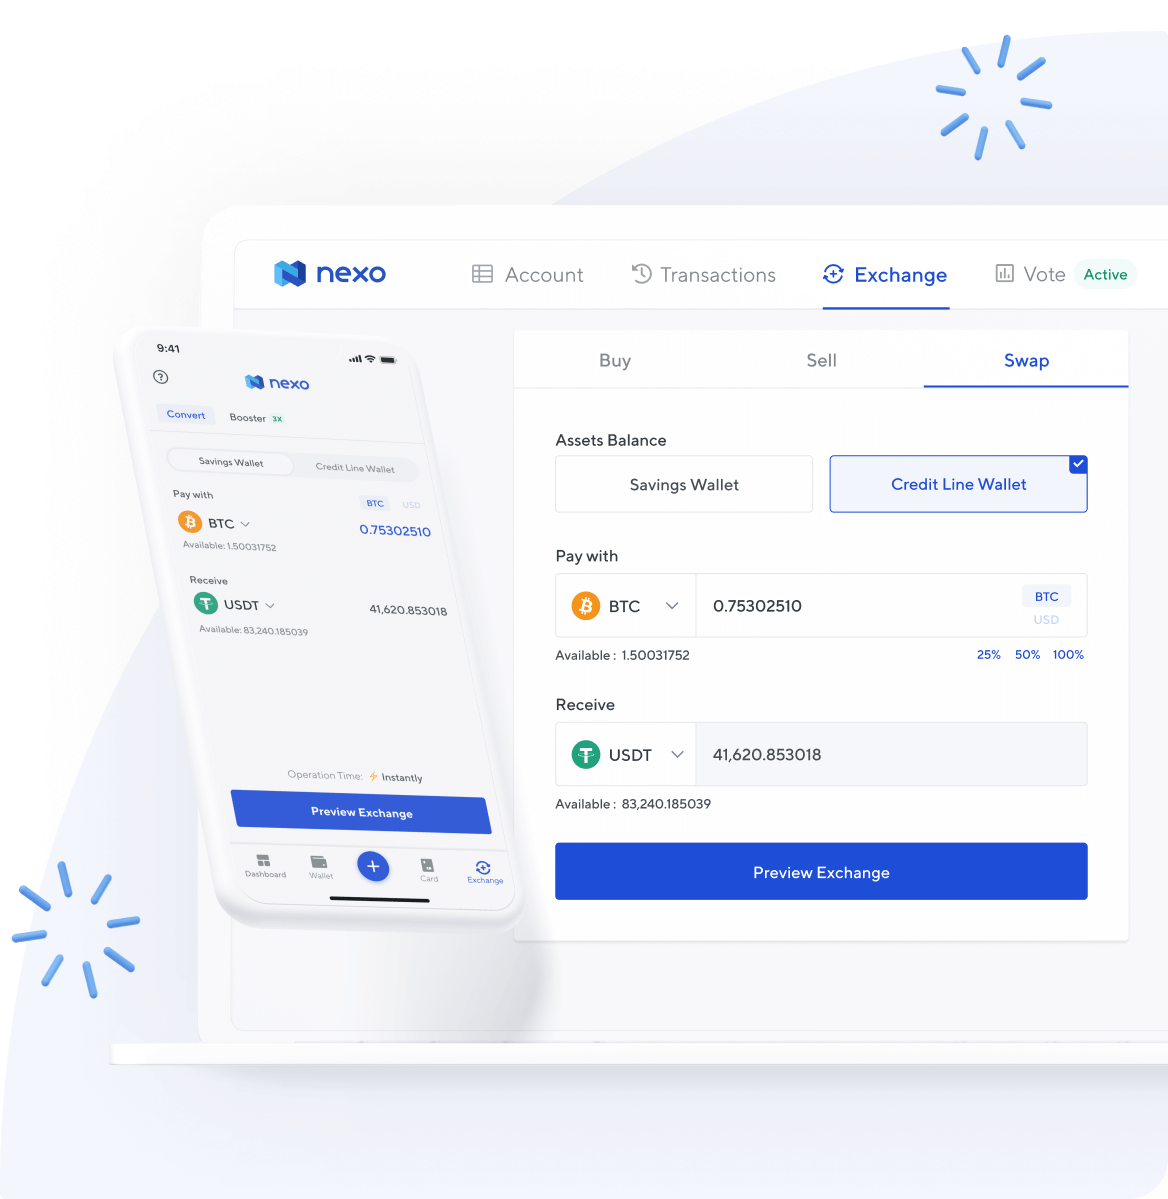 nexo
Account
Transactions
Exchange
Vote
Active
Buy
Sell
Swap
Assets Balance
Savings Wallet
Credit Line Wallet
Pay with
BTC
0.75302510
BTC
USD
Available : 1.50031752
25% 50% 100%
Receive
USDT
41,620.853018
Available : 83,240.185039
Preview Exchange
9:41
?
nexo
Convert
Booster 3X
Savings Wallet
Credit Line Wallet
Pay with
BTC USD
BTC
0.75302510
Available: 1.50031752
Receive
USDT
41,620.853018
Available: 83,240.185039
Operation Time: Instantly
Preview Exchange
Dashboard
Wallet
Card
Exchange